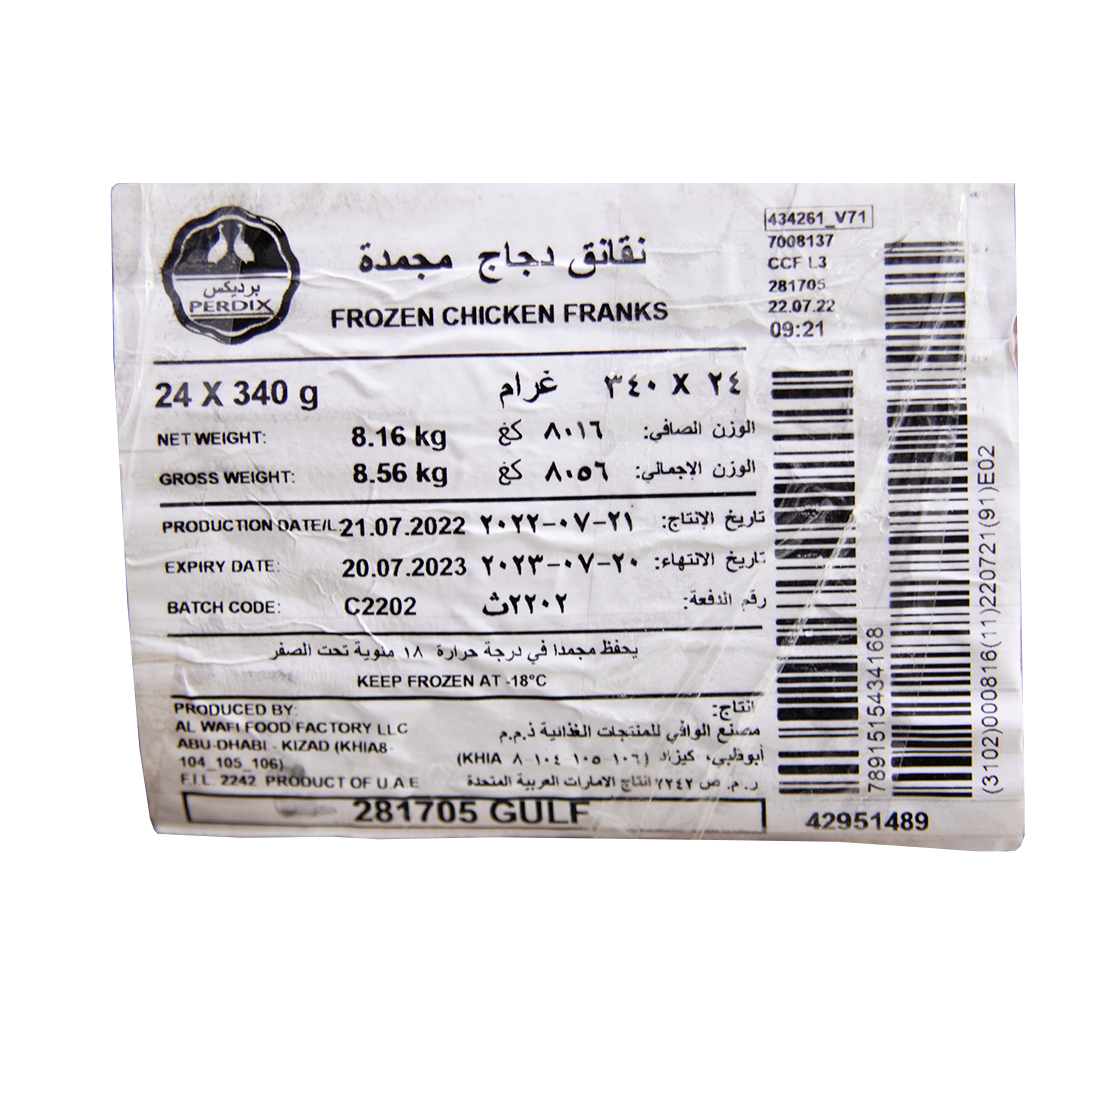 برديكس
PERDIX
نقانق دجاج مجمدة
FROZEN CHICKEN FRANKS
434261_V71
7008137
CCF L3
281705
22.07.22
09:21
24 X 340 g
٢٤ X ٣٤٠ غرام
NET WEIGHT: 8.16 kg
الوزن الصافي: ٨.١٦ كغ
GROSS WEIGHT: 8.56 kg
الوزن الإجمالي: ٨.٥٦ كغ
PRODUCTION DATE/L: 21.07.2022
تاريخ الإنتاج: ٢٠٢٢-٠٧-٢١
EXPIRY DATE: 20.07.2023
تاريخ الانتهاء: ٢٠٢٣-٠٧-٢٠
BATCH CODE: C2202
رقم الدفعة: ٢٢٠٢ث
يحفظ مجمدا في درجة حرارة ١٨ مئوية تحت الصفر
KEEP FROZEN AT -18°C
PRODUCED BY:
AL WAFI FOOD FACTORY LLC
ABU-DHABI - KIZAD (KHIA8-
104_105_106)
F.I.L. 2242 PRODUCT OF U.A.E
انتاج:
مصنع الوافي للمنتجات الغذائية ذ.م.م
أبوظبي، كيزاد (KHIA ٨-١٠٤-١٠٥-١٠٦)
ر.م.ص ٢٢٤٢ انتاج الامارات العربية المتحدة
281705 GULF
42951489
7891515434168
(3102)000816(11)220721(91)E02